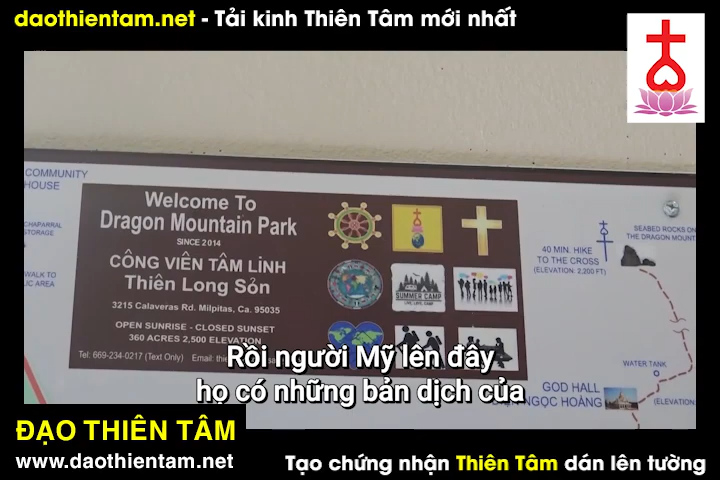 daothientam.net - Tải kinh Thiên Tâm mới nhất
COMMUNITY
HOUSE
CHAPARRAL
STORAGE
WALK TO
IC AREA
Welcome To
Dragon Mountain Park
SINCE 2014
CÔNG VIÊN TÂM LINH
Thiên Long Sơn
3215 Calaveras Rd. Milpitas, Ca. 95035
OPEN SUNRISE - CLOSED SUNSET
360 ACRES 2,500 ELEVATION
Tel: 669-234-0217 (Text Only) Email:
SUMMER CAMP
40 MIN. HIKE
TO THE CROSS
(ELEVATION: 2,200 FT)
SEABED ROCKS ON
THE DRAGON MOUNT
WATER TANK
GOD HALL
NGỌC HOÀNG
(ELEVATION
Rồi người Mỹ lên đây
họ có những bản dịch của
ĐẠO THIÊN TÂM
www.daothientam.net
Tạo chứng nhận Thiên Tâm dán lên tường